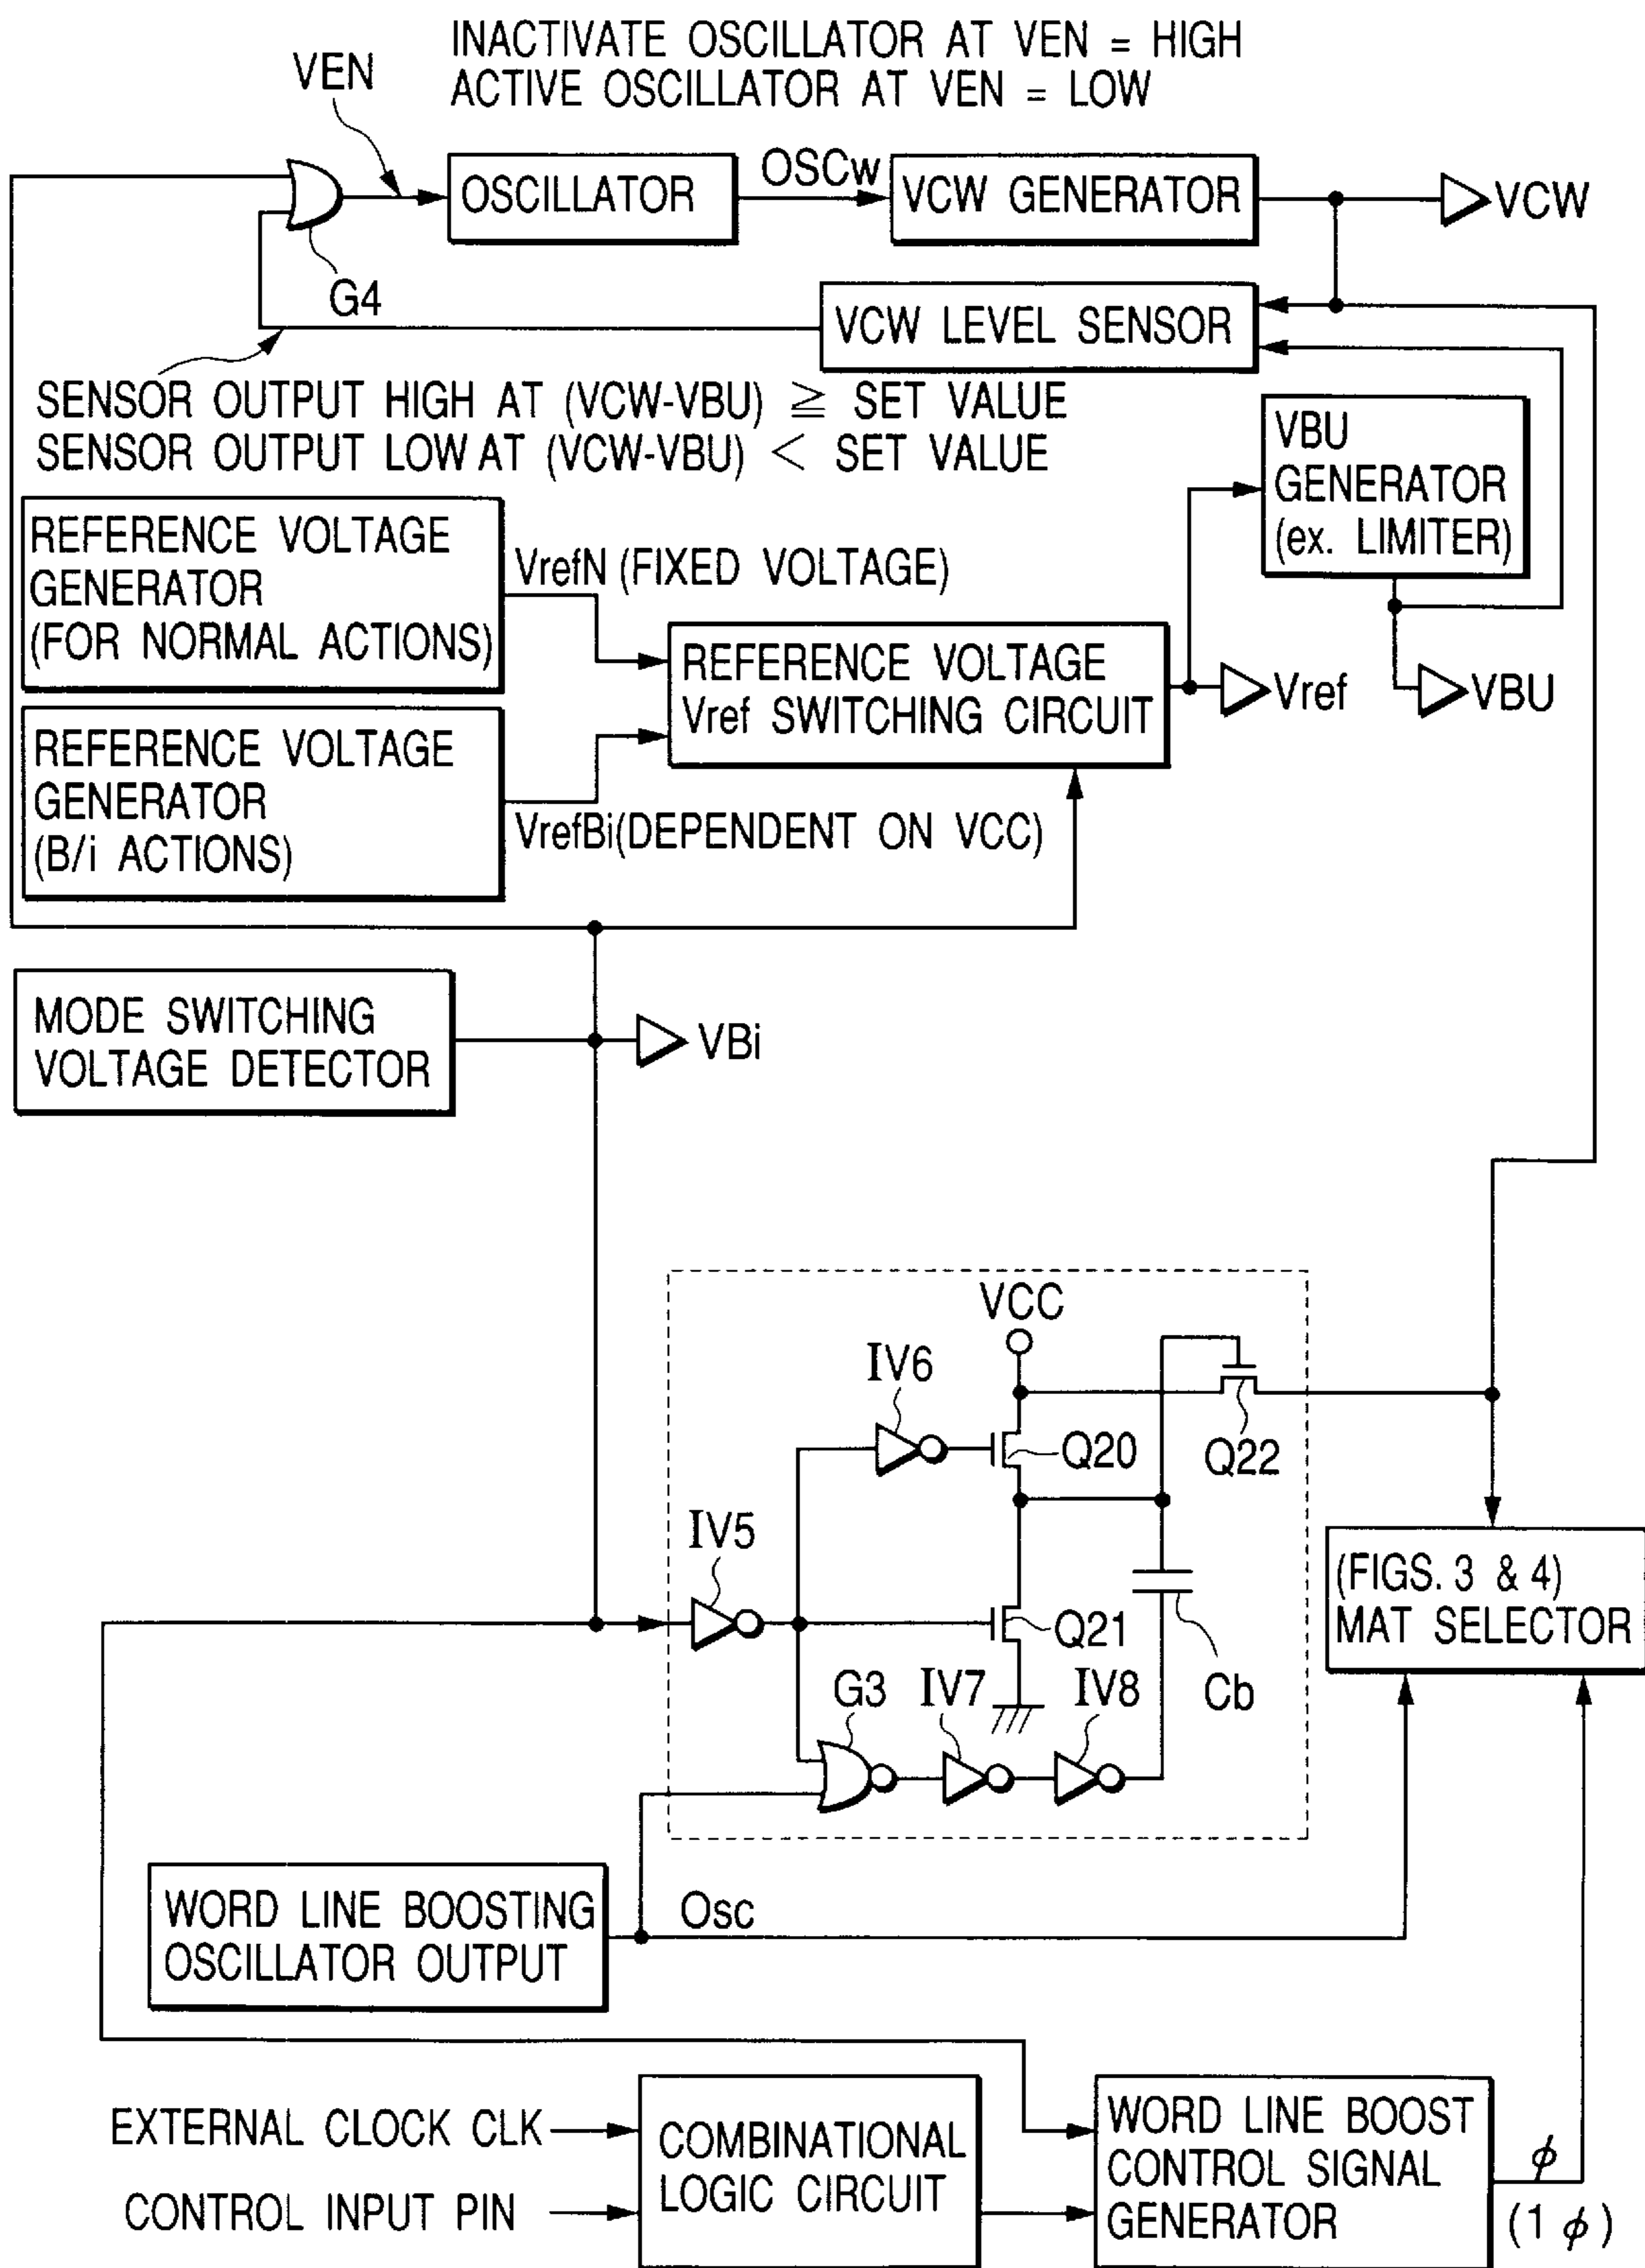 INACTIVATE OSCILLATOR AT VEN = HIGH
ACTIVE OSCILLATOR AT VEN = LOW
VEN
OSCILLATOR
OSCw
VCW GENERATOR
VCW
G4
VCW LEVEL SENSOR
SENSOR OUTPUT HIGH AT (VCW-VBU) ≧ SET VALUE
SENSOR OUTPUT LOW AT (VCW-VBU) < SET VALUE
VBU
GENERATOR
(ex. LIMITER)
REFERENCE VOLTAGE
GENERATOR
(FOR NORMAL ACTIONS)
VrefN (FIXED VOLTAGE)
REFERENCE VOLTAGE
Vref SWITCHING CIRCUIT
Vref
VBU
REFERENCE VOLTAGE
GENERATOR
(B/i ACTIONS)
VrefBi(DEPENDENT ON VCC)
MODE SWITCHING
VOLTAGE DETECTOR
VBi
VCC
IV6
Q20
Q22
IV5
Q21
Cb
G3
IV7
IV8
(FIGS. 3 & 4)
MAT SELECTOR
WORD LINE BOOSTING
OSCILLATOR OUTPUT
Osc
EXTERNAL CLOCK CLK
CONTROL INPUT PIN
COMBINATIONAL
LOGIC CIRCUIT
WORD LINE BOOST
CONTROL SIGNAL
GENERATOR
ϕ
(1 ϕ)